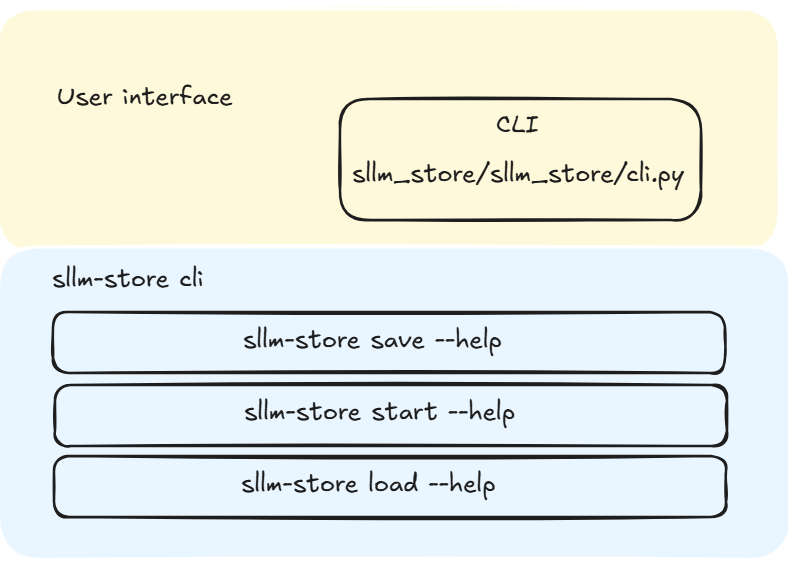 User interface
CLI
sllm_store/sllm_store/cli.py
sllm-store cli
sllm-store save --help
sllm-store start --help
sllm-store load --help